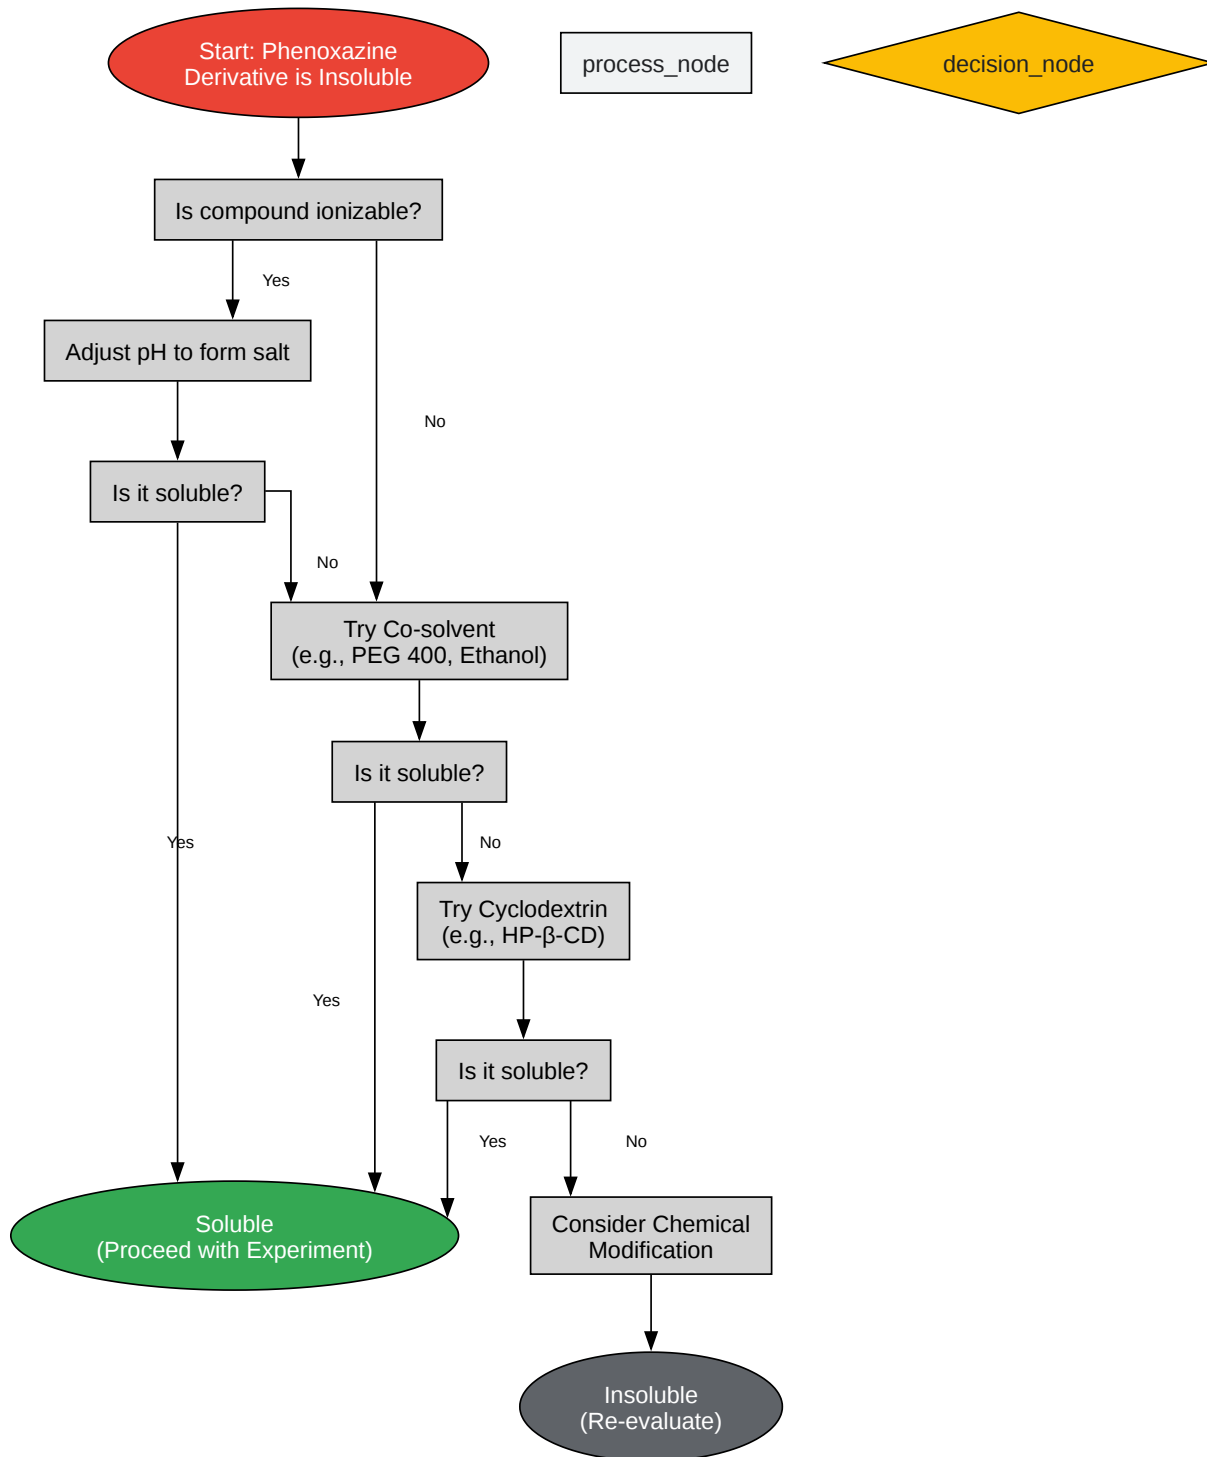 Start: Phenoxazine
Derivative is Insoluble
process_node
decision_node
Is compound ionizable?
Yes
Adjust pH to form salt
No
Is it soluble?
No
Try Co-solvent
(e.g., PEG 400, Ethanol)
Is it soluble?
Yes
No
Try Cyclodextrin
(e.g., HP-β-CD)
Yes
Is it soluble?
Yes
No
Soluble
(Proceed with Experiment)
Consider Chemical
Modification
Insoluble
(Re-evaluate)